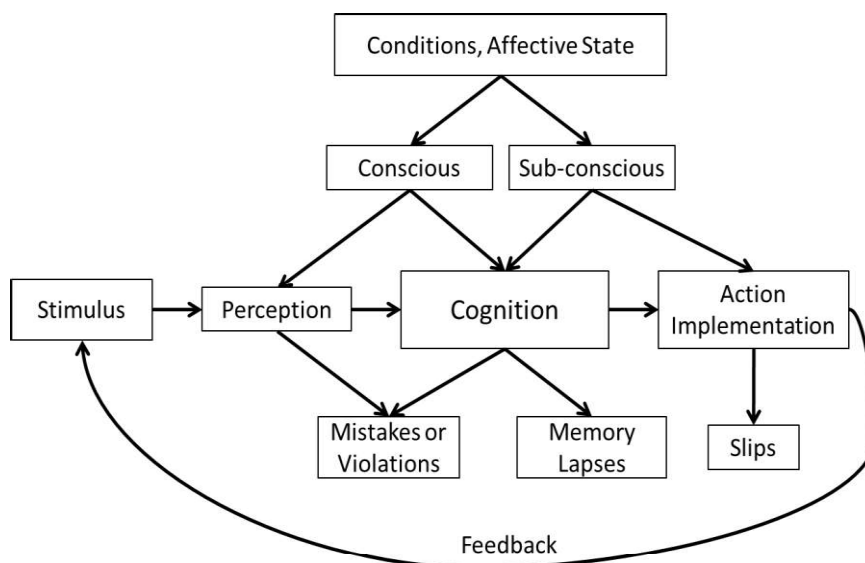 Conditions, Affective State
Conscious
Sub-conscious
Stimulus
Perception
Cognition
Action
Implementation
Mistakes or
Violations
Memory
Lapses
Slips
Feedback